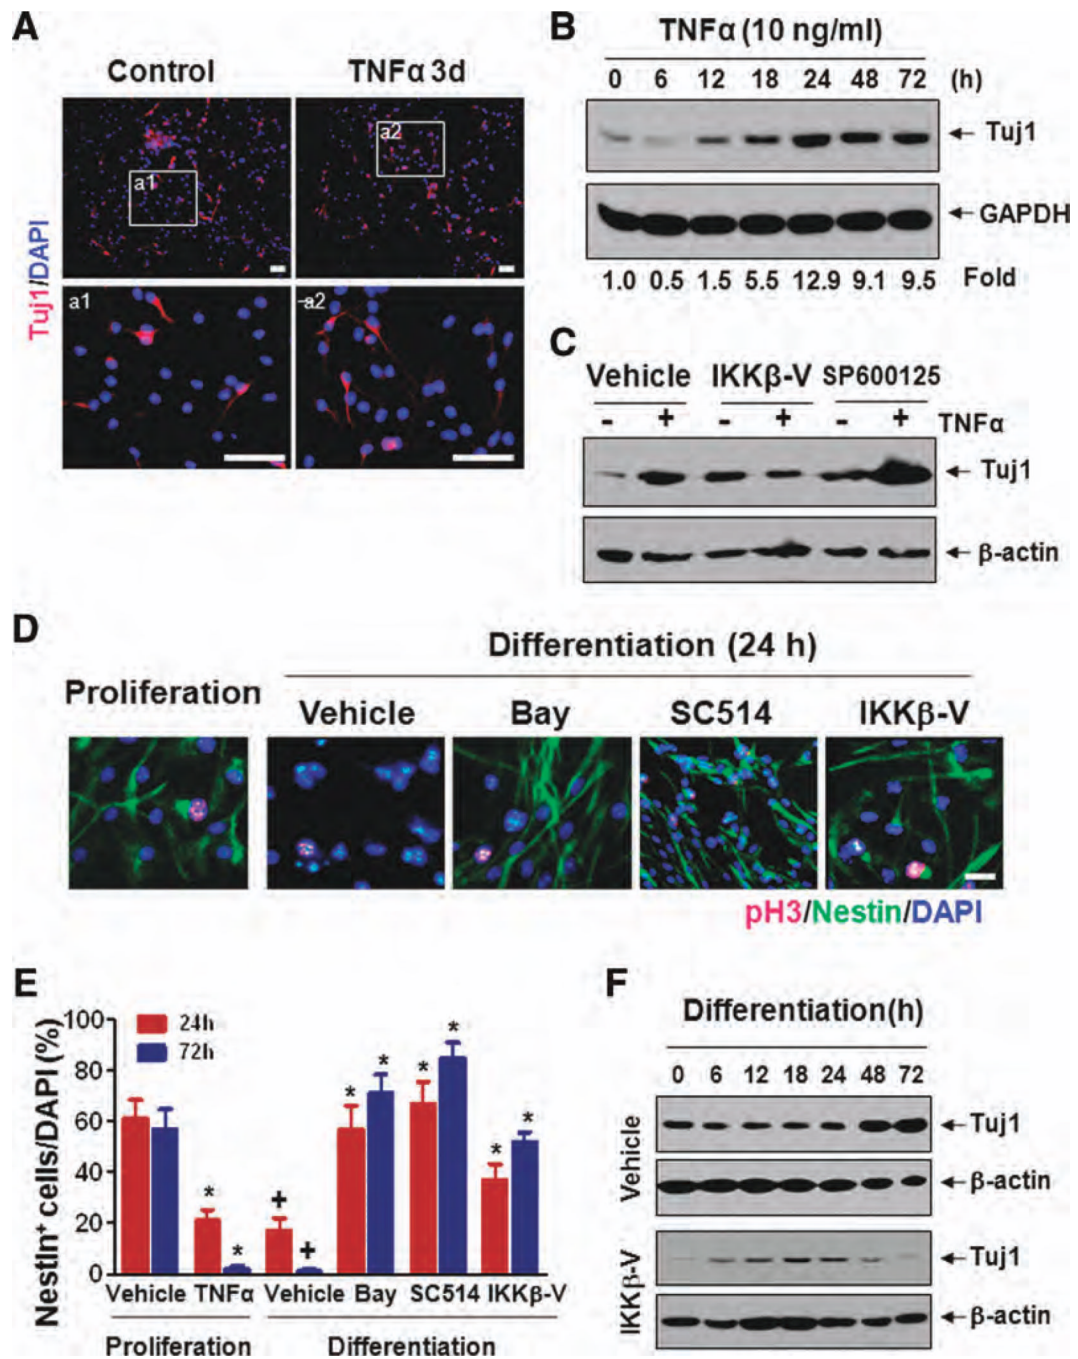 A
Control TNFα 3d
Tuj1/DAPI
a1
a2
a1
a2
B
TNFα (10 ng/ml)
0 6 12 18 24 48 72 (h)
Tuj1
GAPDH
1.0 0.5 1.5 5.5 12.9 9.1 9.5 Fold
C
Vehicle IKKβ-V SP600125
- + - + - + TNFα
Tuj1
β-actin
D
Differentiation (24 h)
Proliferation
Vehicle Bay SC514 IKKβ-V
pH3/Nestin/DAPI
E
Nestin⁺ cells/DAPI (%)
100
80
60
40
20
0
24h
72h
* * + + * * * * * *
Vehicle TNFα Vehicle Bay SC514 IKKβ-V
Proliferation Differentiation
F
Differentiation(h)
0 6 12 18 24 48 72
Vehicle
Tuj1
β-actin
IKKβ-V
Tuj1
β-actin